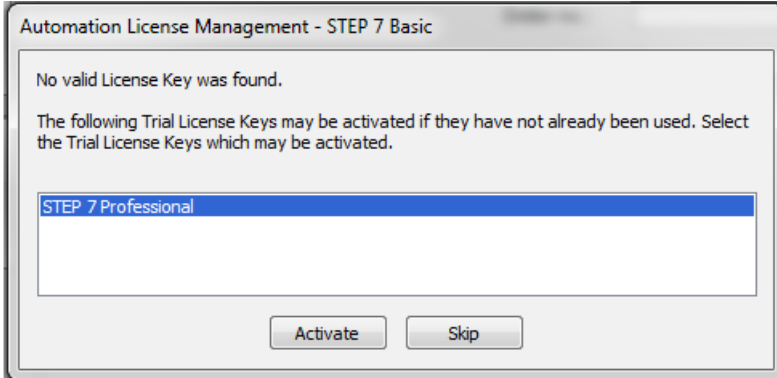 Automation License Management - STEP 7 Basic
No valid License Key was found.
The following Trial License Keys may be activated if they have not already been used. Select
the Trial License Keys which may be activated.
STEP 7 Professional
Activate Skip